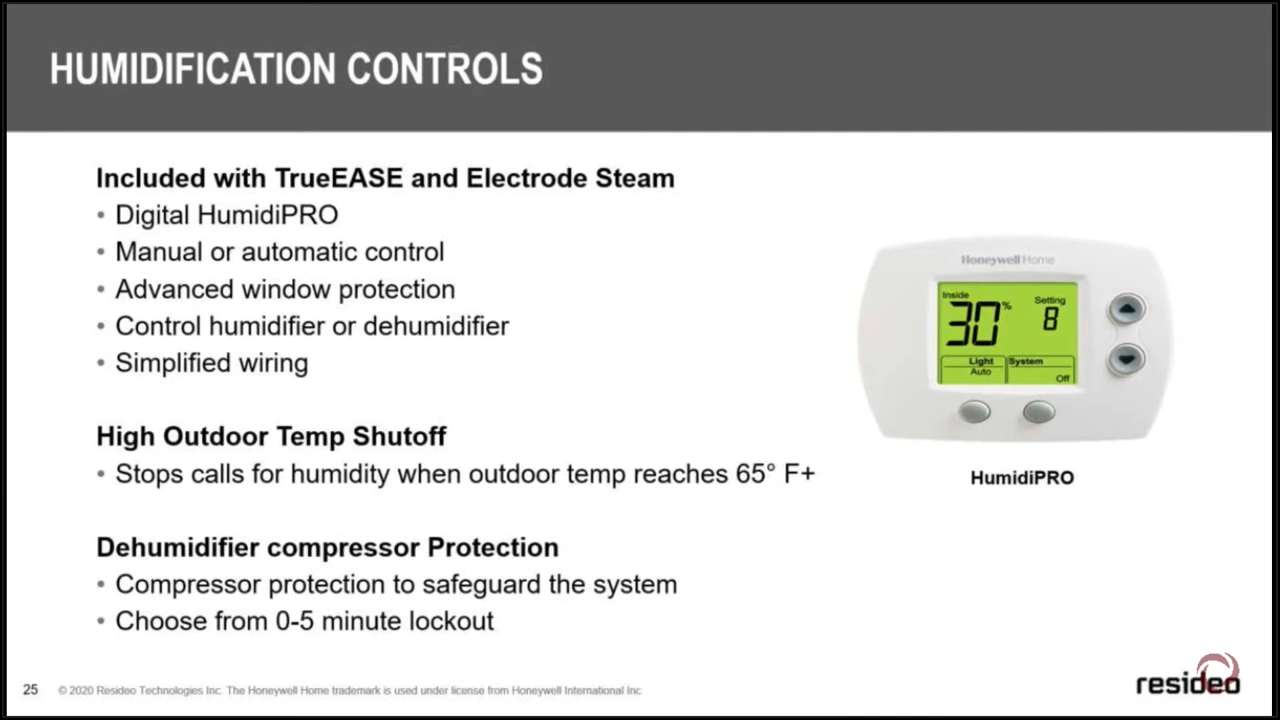 HUMIDIFICATION CONTROLS
Included with TrueEASE and Electrode Steam
• Digital HumidiPRO
• Manual or automatic control
• Advanced window protection
• Control humidifier or dehumidifier
• Simplified wiring
High Outdoor Temp Shutoff
• Stops calls for humidity when outdoor temp reaches 65° F+
Dehumidifier compressor Protection
• Compressor protection to safeguard the system
• Choose from 0-5 minute lockout
Honeywell Home
Inside
30%
Setting
8
Light
Auto
System
Off
HumidiPRO
25
© 2020 Resideo Technologies Inc. The Honeywell Home trademark is used under license from Honeywell International Inc
resideo